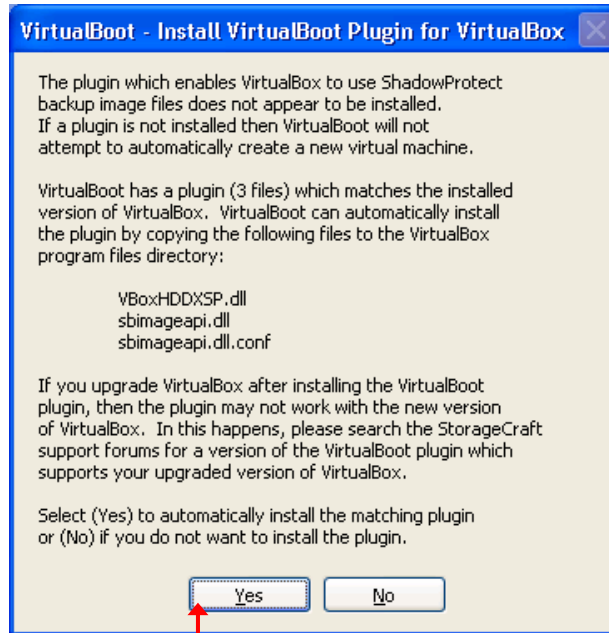 VirtualBoot - Install VirtualBoot Plugin for VirtualBox
The plugin which enables VirtualBox to use ShadowProtect
backup image files does not appear to be installed.
If a plugin is not installed then VirtualBoot will not
attempt to automatically create a new virtual machine.
VirtualBoot has a plugin (3 files) which matches the installed
version of VirtualBox.  VirtualBoot can automatically install
the plugin by copying the following files to the VirtualBox
program files directory:
VBoxHDDXSP.dll
sbimageapi.dll
sbimageapi.dll.conf
If you upgrade VirtualBox after installing the VirtualBoot
plugin, then the plugin may not work with the new version
of VirtualBox.  In this happens, please search the StorageCraft
support forums for a version of the VirtualBoot plugin which
supports your upgraded version of VirtualBox.
Select (Yes) to automatically install the matching plugin
or (No) if you do not want to install the plugin.
Yes No